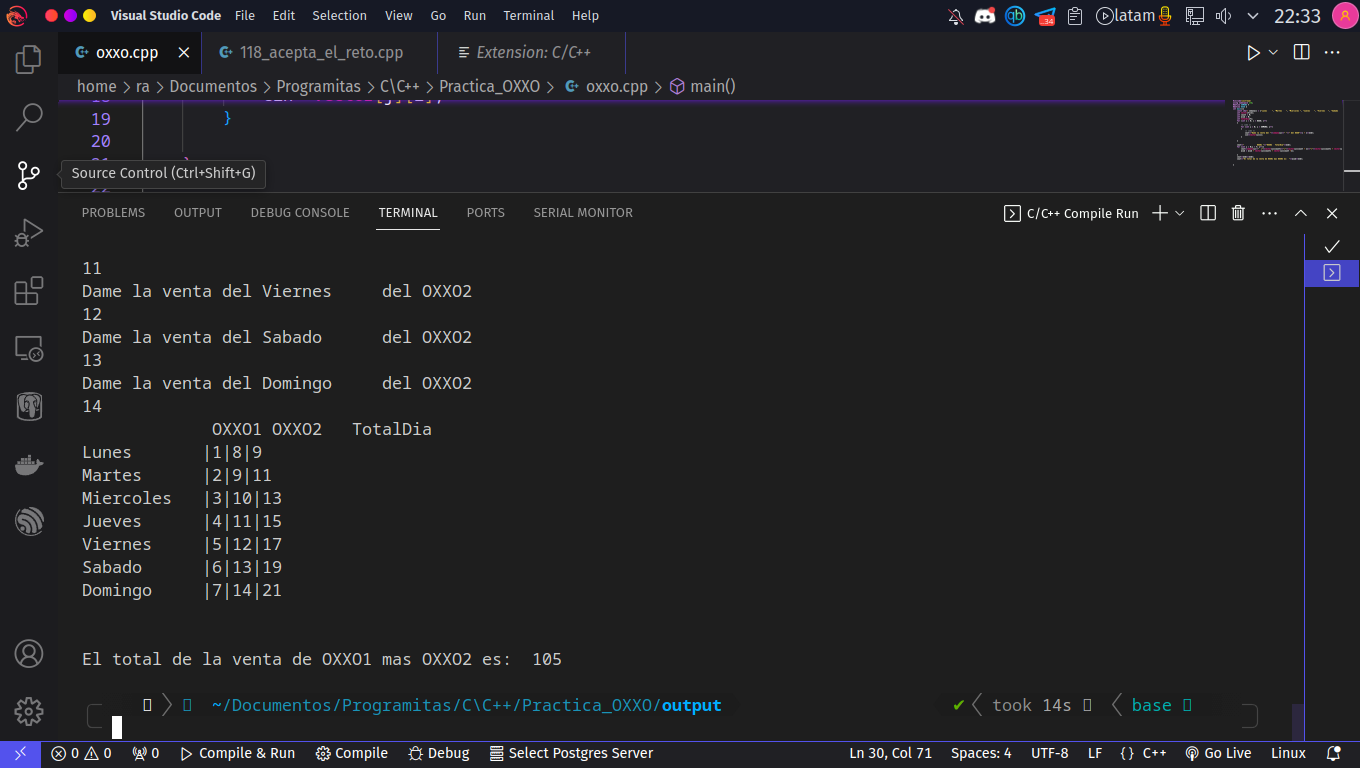 Visual Studio Code File Edit Selection View Go Run Terminal Help qb 34 latam 22:33 A
oxxo.cpp 118_acepta_el_reto.cpp Extension: C/C++
home > ra > Documentos > Programitas > C\C++ > Practica_OXXO > oxxo.cpp > main()
19 }
20
Source Control (Ctrl+Shift+G)
PROBLEMS OUTPUT DEBUG CONSOLE TERMINAL PORTS SERIAL MONITOR C/C++ Compile Run
11
Dame la venta del Viernes del OXXO2
12
Dame la venta del Sabado del OXXO2
13
Dame la venta del Domingo del OXXO2
14
OXXO1 OXXO2 TotalDia
Lunes |1|8|9
Martes |2|9|11
Miercoles |3|10|13
Jueves |4|11|15
Viernes |5|12|17
Sabado |6|13|19
Domingo |7|14|21
El total de la venta de OXXO1 mas OXXO2 es: 105
~/Documentos/Programitas/C\C++/Practica_OXXO/output took 14s base
0 0 0 Compile & Run Compile Debug Select Postgres Server Ln 30, Col 71 Spaces: 4 UTF-8 LF {} C++ Go Live Linux